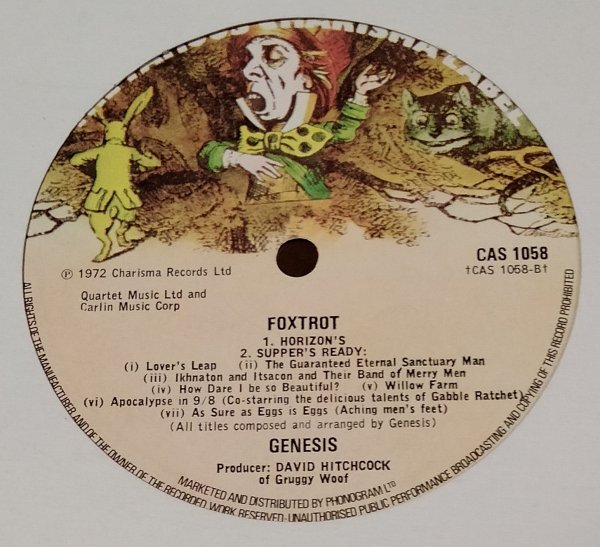 CHARISMA LABEL
CAS 1058
℗ 1972 Charisma Records Ltd
†CAS 1058-B†
Quartet Music Ltd and
Carlin Music Corp
FOXTROT
1. HORIZON'S
2. SUPPER'S READY:
(i) Lover's Leap (ii) The Guaranteed Eternal Sanctuary Man
(iii) Ikhnaton and Itsacon and Their Band of Merry Men
(iv) How Dare I be so Beautiful? (v) Willow Farm
(vi) Apocalypse in 9/8 (Co-starring the delicious talents of Gabble Ratchet)
(vii) As Sure as Eggs is Eggs (Aching men's feet)
(All titles composed and arranged by Genesis)
GENESIS
Producer: DAVID HITCHCOCK
of Gruggy Woof
MARKETED AND DISTRIBUTED BY PHONOGRAM LTD
ALL RIGHTS OF THE MANUFACTURER AND OF THE OWNER OF THE RECORDED WORK RESERVED-UNAUTHORISED PUBLIC PERFORMANCE BROADCASTING AND COPYING OF THIS RECORD PROHIBITED